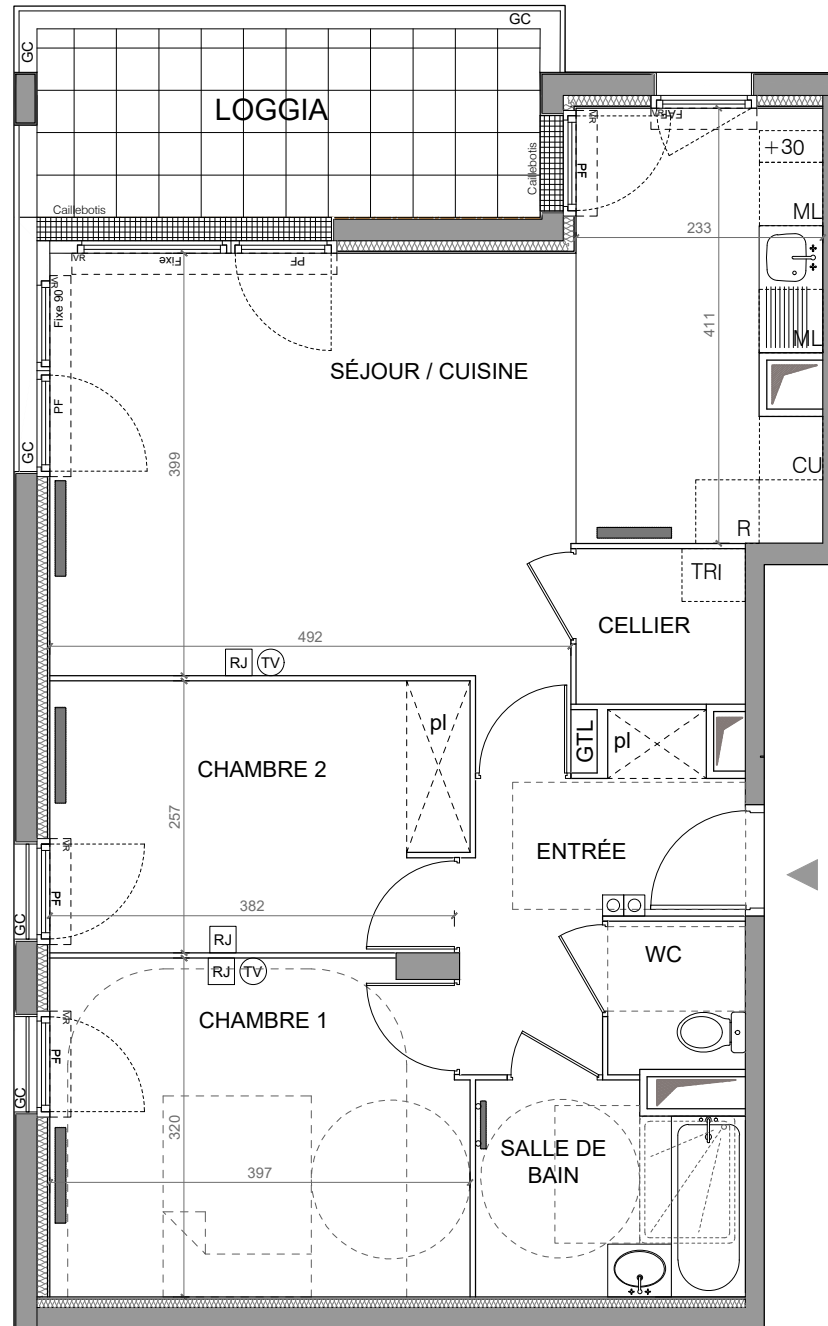 GC
GC
LOGGIA
Caillebotis
Caillebotis
VR
PF
VR
+30
ML
233
411
ML
CU
R
VR
Fixe
PF
VR
Fixe 90
PF
GC
SÉJOUR / CUISINE
399
492
RJ
TV
TRI
CELLIER
GTL
pl
pl
CHAMBRE 2
257
382
VR
PF
GC
RJ
ENTRÉE
WC
RJ
TV
CHAMBRE 1
VR
PF
GC
320
397
SALLE DE
BAIN